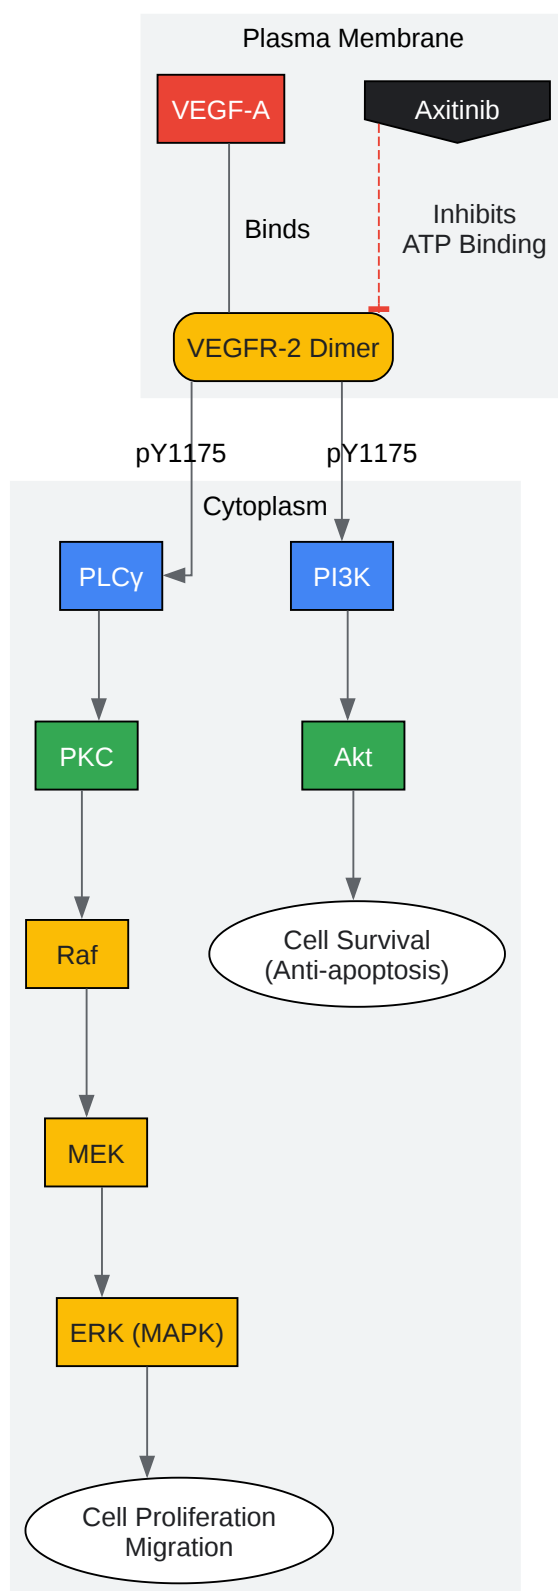 Plasma Membrane
VEGF-A
Axitinib
Binds
Inhibits
ATP Binding
VEGFR-2 Dimer
pY1175
pY1175
Cytoplasm
PLCγ
PI3K
PKC
Akt
Raf
Cell Survival
(Anti-apoptosis)
MEK
ERK (MAPK)
Cell Proliferation
Migration